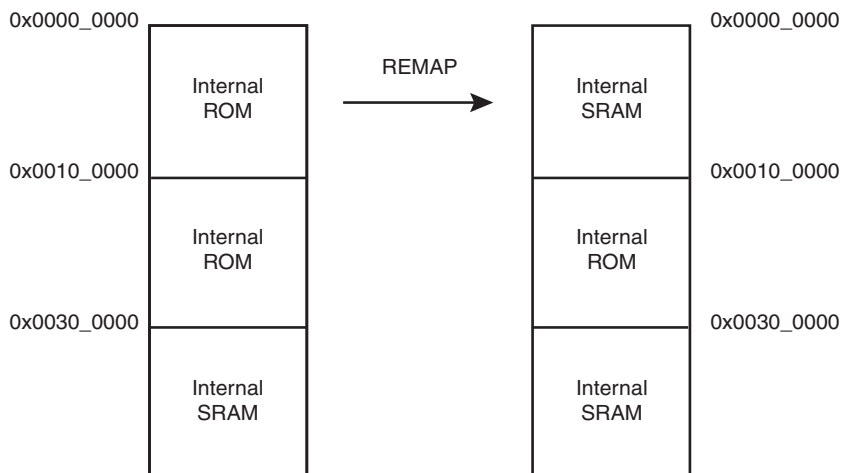 0x0000_0000
Internal
ROM
REMAP
Internal
SRAM
0x0000_0000
0x0010_0000
0x0010_0000
Internal
ROM
Internal
ROM
0x0030_0000
0x0030_0000
Internal
SRAM
Internal
SRAM